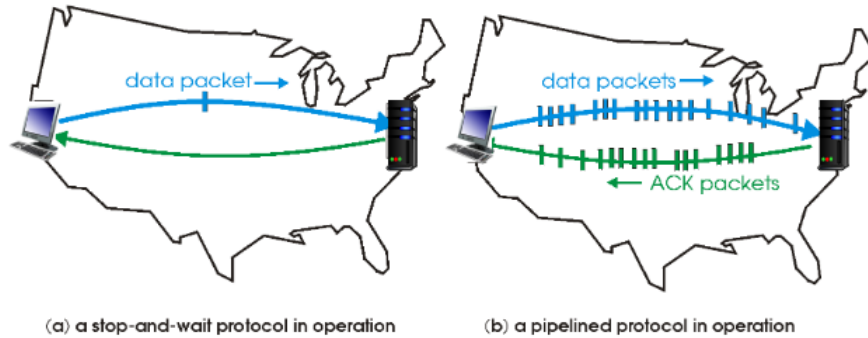 data packet
data packets
ACK packets
(a) a stop-and-wait protocol in operation
(b) a pipelined protocol in operation